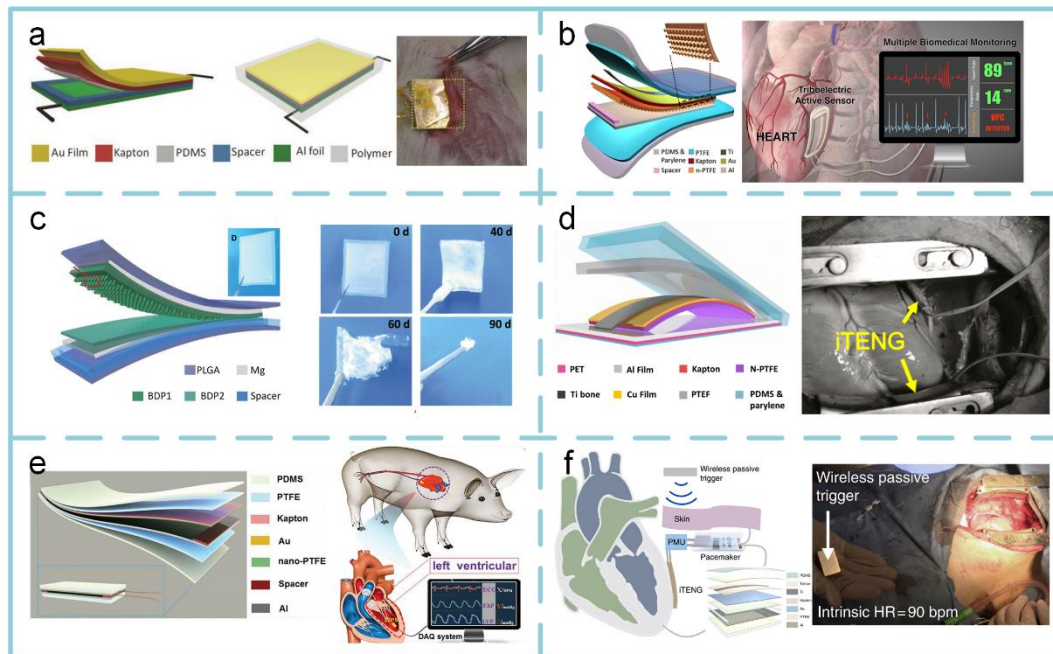 a
Au Film Kapton PDMS Spacer Al foil Polymer
b
PDMS & Parylene PTFE Ti
Kapton Au
Spacer n-PTFE Al
HEART
Triboelectric
Active Sensor
Multiple Biomedical Monitoring
89
14
VPC
DETECTED
c
D
PLGA Mg
BDP1 BDP2 Spacer
0 d 40 d
60 d 90 d
d
PET Al Film Kapton N-PTFE
Ti bone Cu Film PTEF PDMS & parylene
iTENG
e
PDMS
PTFE
Kapton
Au
nano-PTFE
Spacer
Al
left ventricular
ECG
FAP
DAQ system
f
Wireless passive
trigger
Skin
PMU
Pacemaker
iTENG
Wireless passive
trigger
Intrinsic HR=90 bpm